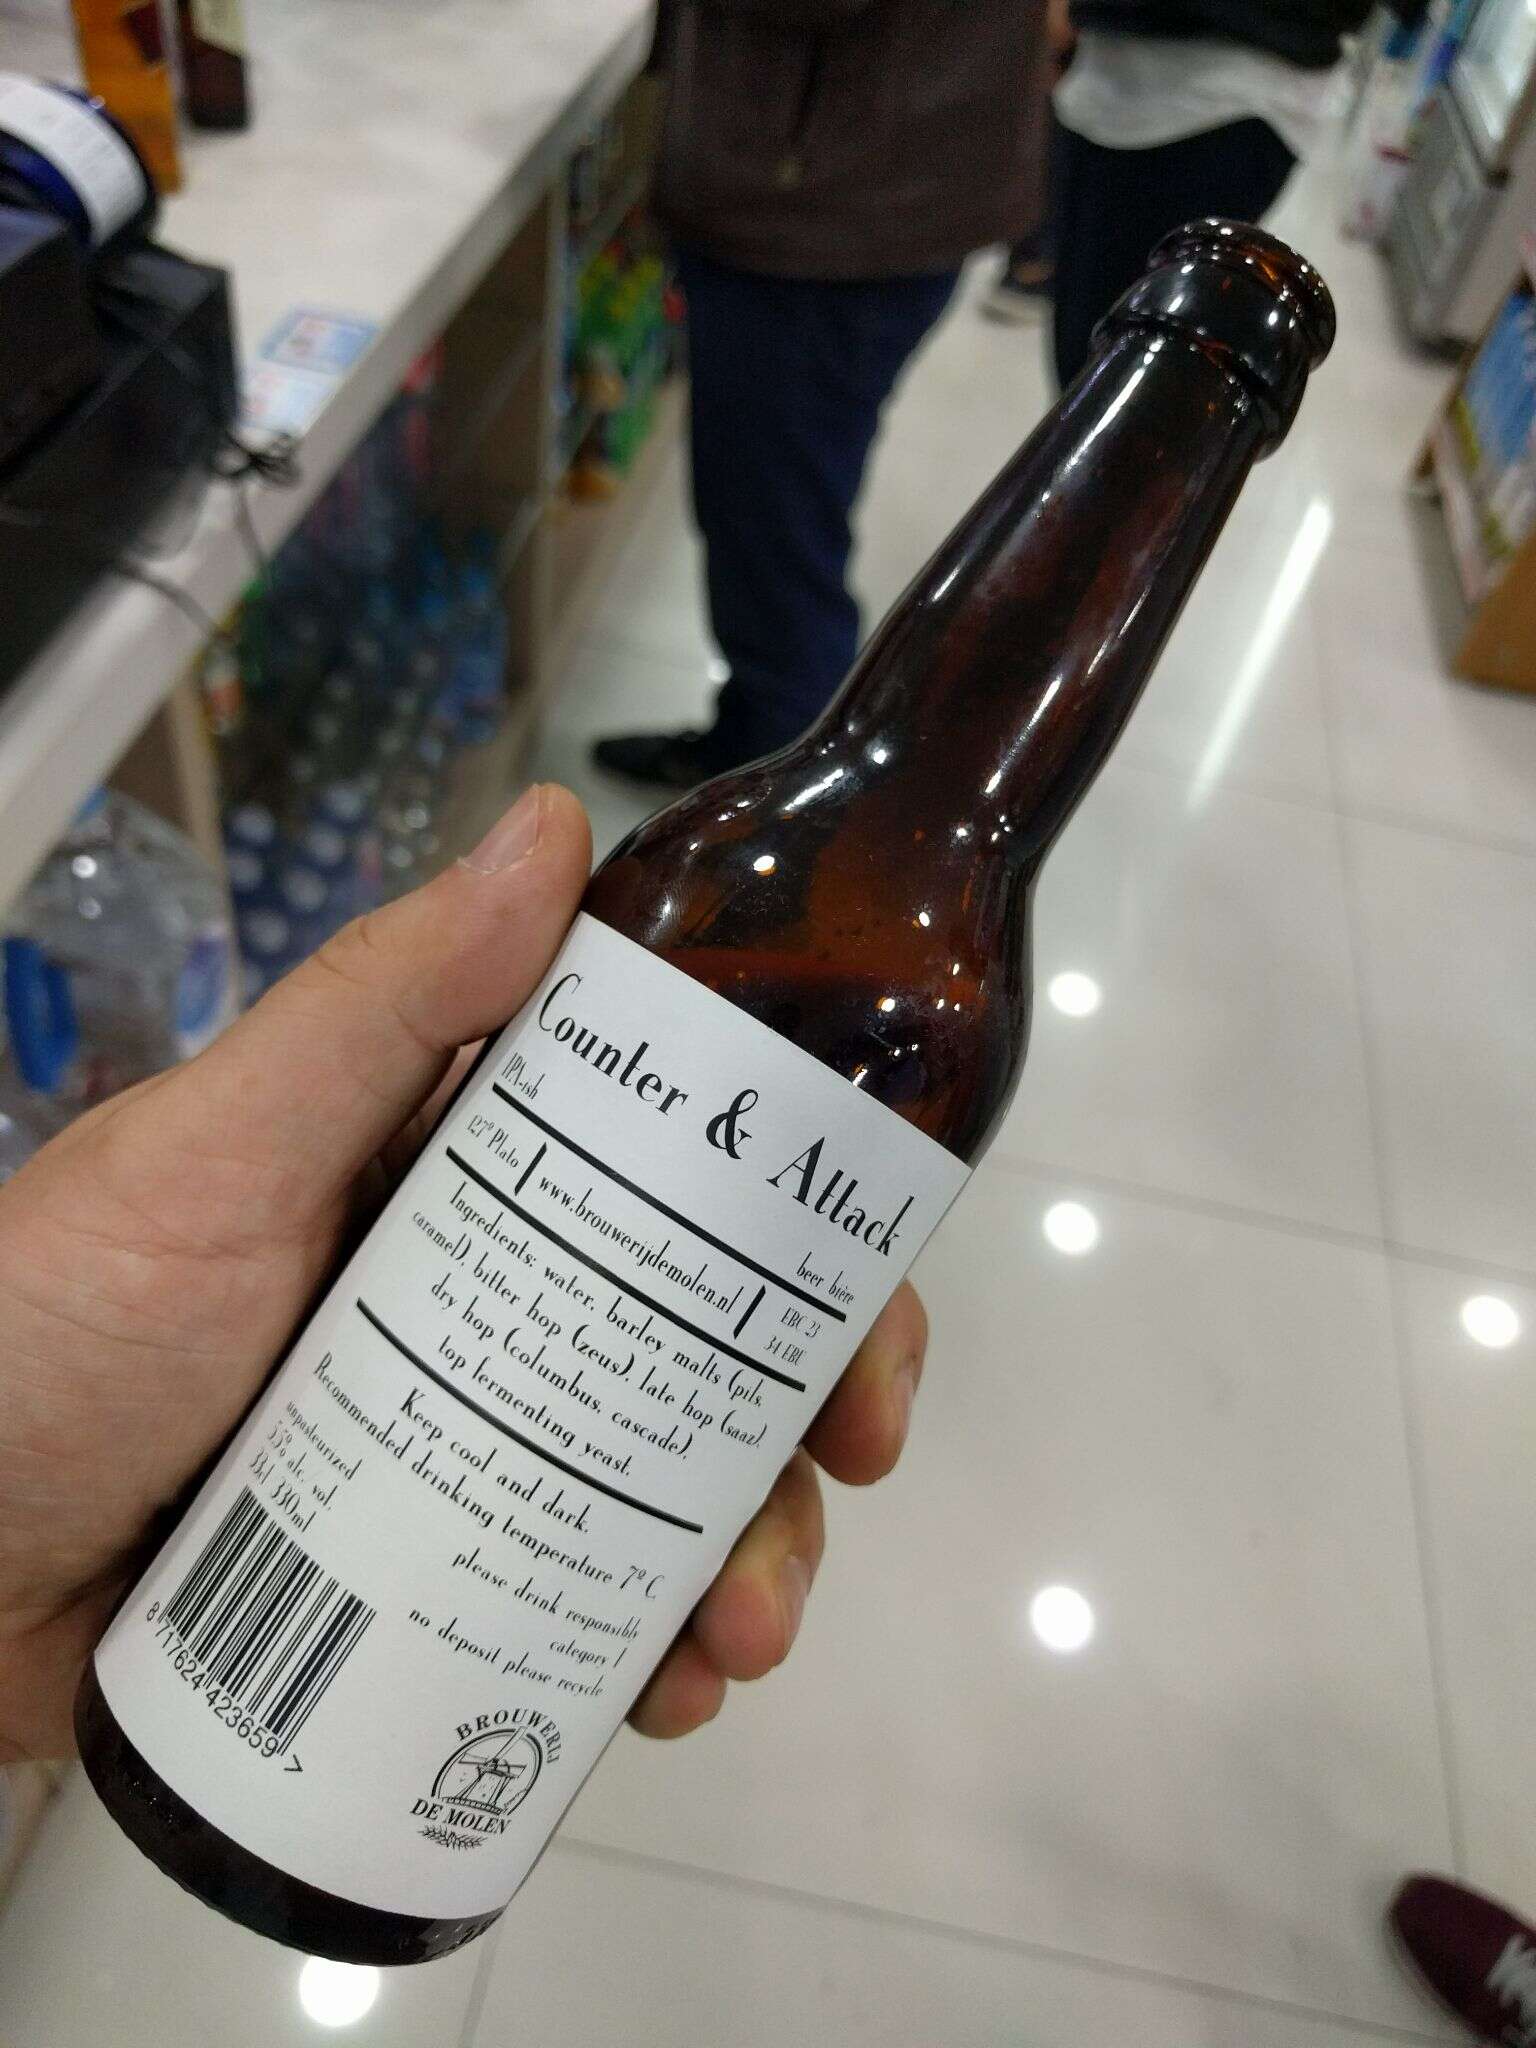 Counter & Attack
IPA-ish
beer bière
12.7º Plato
www.brouwerijdemolen.nl
EBC 23
34 EBU
Ingredients: water, barley malts (pils,
caramel), bitter hop (zeus), late hop (saaz),
dry hop (columbus, cascade),
top fermenting yeast.
Keep cool and dark.
Recommended drinking temperature 7º C.
unpasteurized
5.5% alc. vol.
33cl 330ml
please drink responsibly
category I
no deposit please recycle
8 717624 423659 >
BROUWERIJ
DE MOLEN